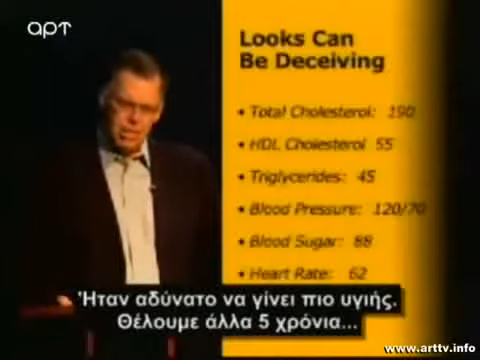 αρτ
Looks Can
Be Deceiving
• Total Cholesterol: 190
• HDL Cholesterol 55
• Triglycerides: 45
• Blood Pressure: 120/70
• Blood Sugar: 88
• Heart Rate: 62
Ήταν αδύνατο να γίνει πιο υγιής.
Θέλουμε άλλα 5 χρόνια...
www.arttv.info